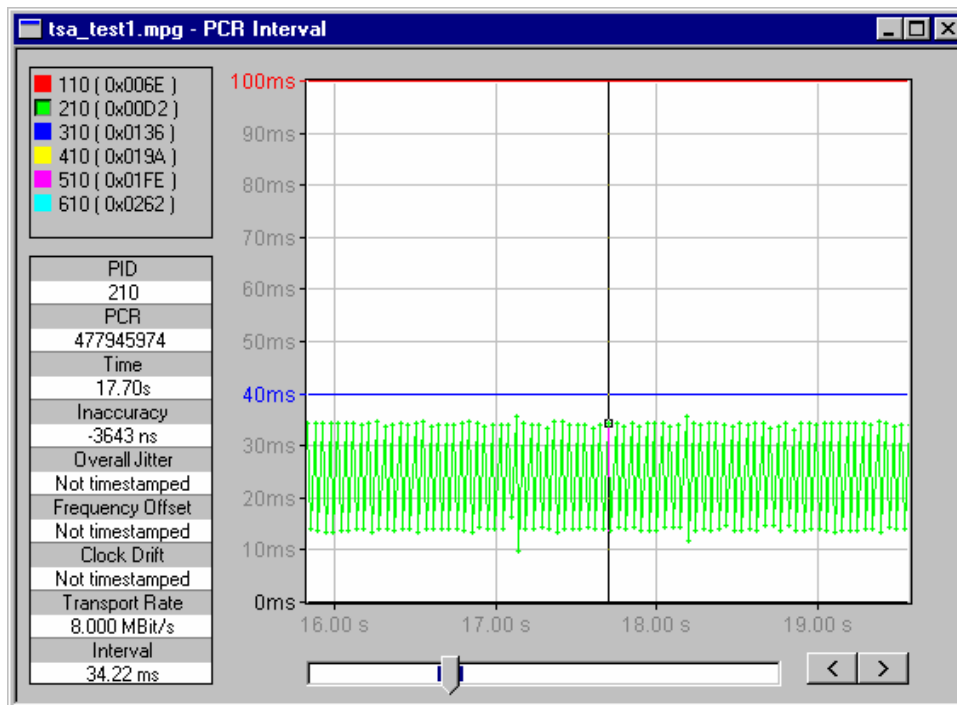 tsa_test1.mpg - PCR Interval
110 ( 0x006E )
210 ( 0x00D2 )
310 ( 0x0136 )
410 ( 0x019A )
510 ( 0x01FE )
610 ( 0x0262 )
PID
210
PCR
477945974
Time
17.70s
Inaccuracy
-3643 ns
Overall Jitter
Not timestamped
Frequency Offset
Not timestamped
Clock Drift
Not timestamped
Transport Rate
8.000 MBit/s
Interval
34.22 ms
100ms
90ms
80ms
70ms
60ms
50ms
40ms
30ms
20ms
10ms
0ms
16.00 s 17.00 s 18.00 s 19.00 s
< >